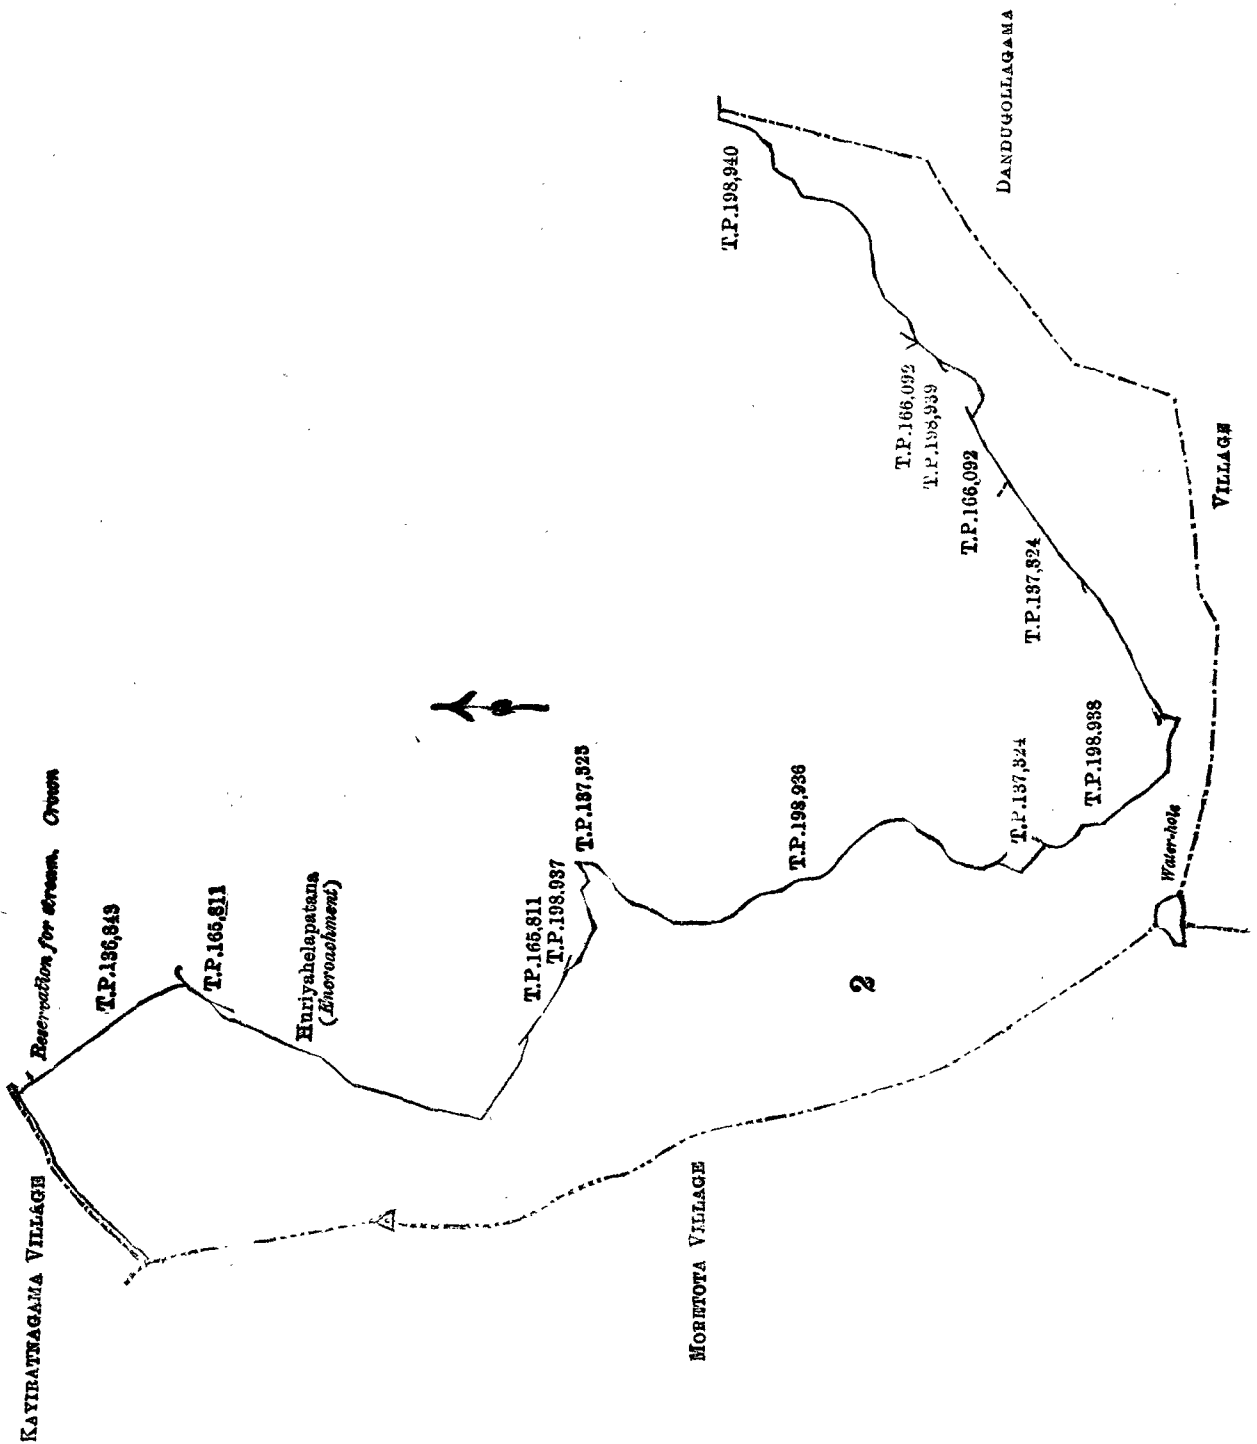 KAYIRATNAGAMA VILLAGE
Reservation for stream. Crown
T.P.136,843
T.P.165,811
Huriyahelapatana
(Encroachment)
T.P.165,811
T.P.198,937
T.P.137,323
MORETOTA VILLAGE
T.P.198,936
2
T.P.137,324
T.P.198,938
Water-hole
T.P.137,324
T.P.166,092
T.P.198,939
T.P.166,092
T.P.198,940
DANDUGOLLAGAMA
VILLAGE